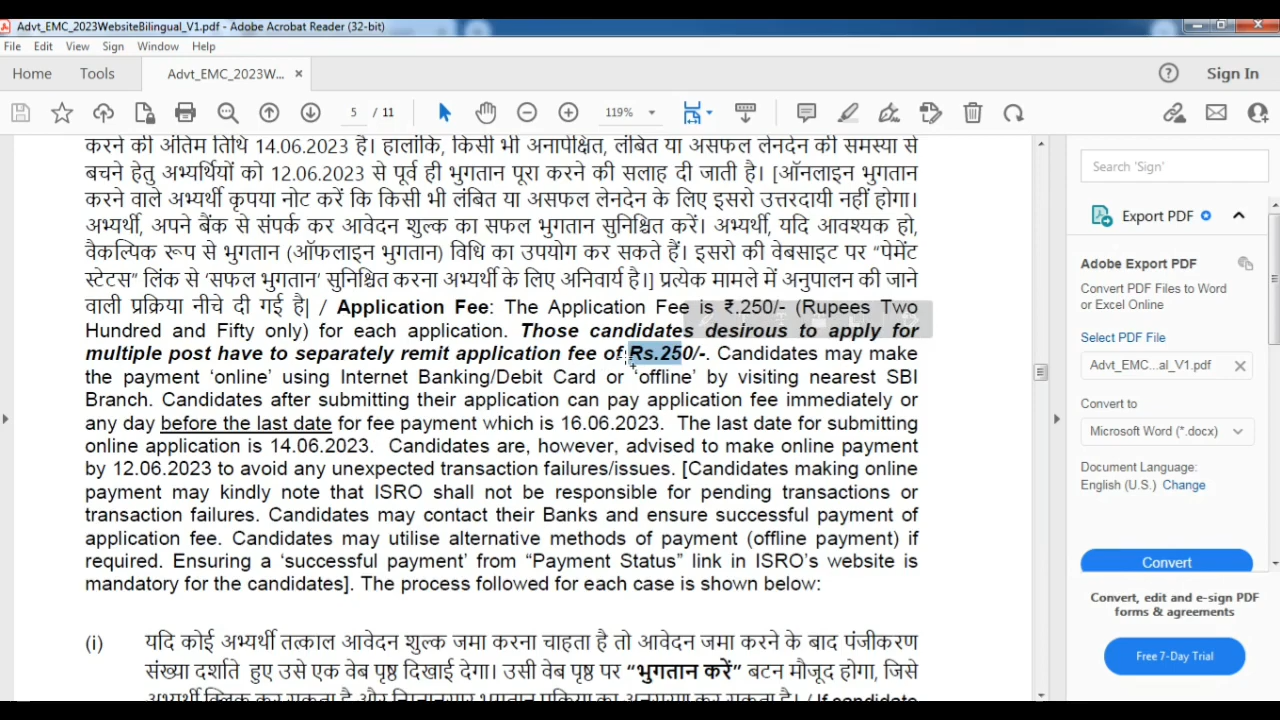 Advt_EMC_2023WebsiteBilingual_V1.pdf - Adobe Acrobat Reader (32-bit)
File Edit View Sign Window Help
Home Tools Advt_EMC_2023W... × Sign In
5 / 11 119%
करने की अंतिम तिथि 14.06.2023 है। हालांकि, किसी भी अनापेक्षित, लंबित या असफल लेनदेन की समस्या से
बचने हेतु अभ्यर्थियों को 12.06.2023 से पूर्व ही भुगतान पूरा करने की सलाह दी जाती है। [ऑनलाइन भुगतान
करने वाले अभ्यर्थी कृपया नोट करें कि किसी भी लंबित या असफल लेनदेन के लिए इसरो उत्तरदायी नहीं होगा।
अभ्यर्थी, अपने बैंक से संपर्क कर आवेदन शुल्क का सफल भुगतान सुनिश्चित करें। अभ्यर्थी, यदि आवश्यक हो,
वैकल्पिक रूप से भुगतान (ऑफलाइन भुगतान) विधि का उपयोग कर सकते हैं। इसरो की वेबसाइट पर “पेमेंट
स्टेटस” लिंक से ‘सफल भुगतान’ सुनिश्चित करना अभ्यर्थी के लिए अनिवार्य है।] प्रत्येक मामले में अनुपालन की जाने
वाली प्रक्रिया नीचे दी गई है| / Application Fee: The Application Fee is ₹.250/- (Rupees Two
Hundred and Fifty only) for each application. Those candidates desirous to apply for
multiple post have to separately remit application fee of Rs.250/-. Candidates may make
the payment ‘online’ using Internet Banking/Debit Card or ‘offline’ by visiting nearest SBI
Branch. Candidates after submitting their application can pay application fee immediately or
any day before the last date for fee payment which is 16.06.2023. The last date for submitting
online application is 14.06.2023. Candidates are, however, advised to make online payment
by 12.06.2023 to avoid any unexpected transaction failures/issues. [Candidates making online
payment may kindly note that ISRO shall not be responsible for pending transactions or
transaction failures. Candidates may contact their Banks and ensure successful payment of
application fee. Candidates may utilise alternative methods of payment (offline payment) if
required. Ensuring a ‘successful payment’ from “Payment Status” link in ISRO’s website is
mandatory for the candidates]. The process followed for each case is shown below:
(i) यदि कोई अभ्यर्थी तत्काल आवेदन शुल्क जमा करना चाहता है तो आवेदन जमा करने के बाद पंजीकरण
संख्या दर्शाते हुए उसे एक वेब पृष्ठ दिखाई देगा। उसी वेब पृष्ठ पर “भुगतान करें” बटन मौजूद होगा, जिसे
अभ्यर्थी क्लिक कर सकता है और निम्नानुसार भुगतान प्रक्रिया का अनुसरण कर सकता है। / If candidate
Search 'Sign'
Export PDF
Adobe Export PDF
Convert PDF Files to Word
or Excel Online
Select PDF File
Advt_EMC...al_V1.pdf ×
Convert to
Microsoft Word (*.docx)
Document Language:
English (U.S.) Change
Convert
Convert, edit and e-sign PDF
forms & agreements
Free 7-Day Trial